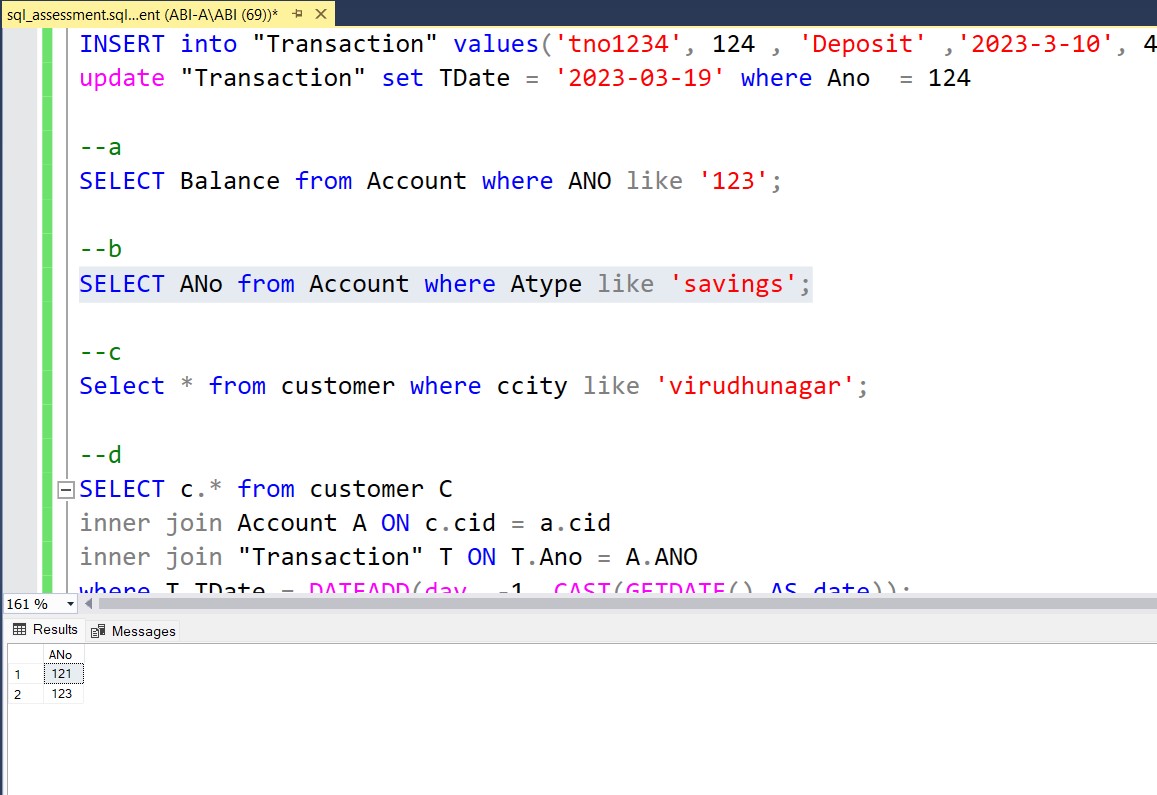 sql_assessment.sql...ent (ABI-A\ABI (69))*
INSERT into "Transaction" values('tno1234', 124 , 'Deposit' ,'2023-3-10', 4
update "Transaction" set TDate = '2023-03-19' where Ano  = 124
--a
SELECT Balance from Account where ANO like '123';
--b
SELECT ANo from Account where Atype like 'savings';
--c
Select * from customer where ccity like 'virudhunagar';
--d
SELECT c.* from customer C
inner join Account A ON c.cid = a.cid
inner join "Transaction" T ON T.Ano = A.ANO
where T.TDate = DATEADD(day, -1, CAST(GETDATE() AS date));
161 %
Results Messages
ANo
1 121
2 123